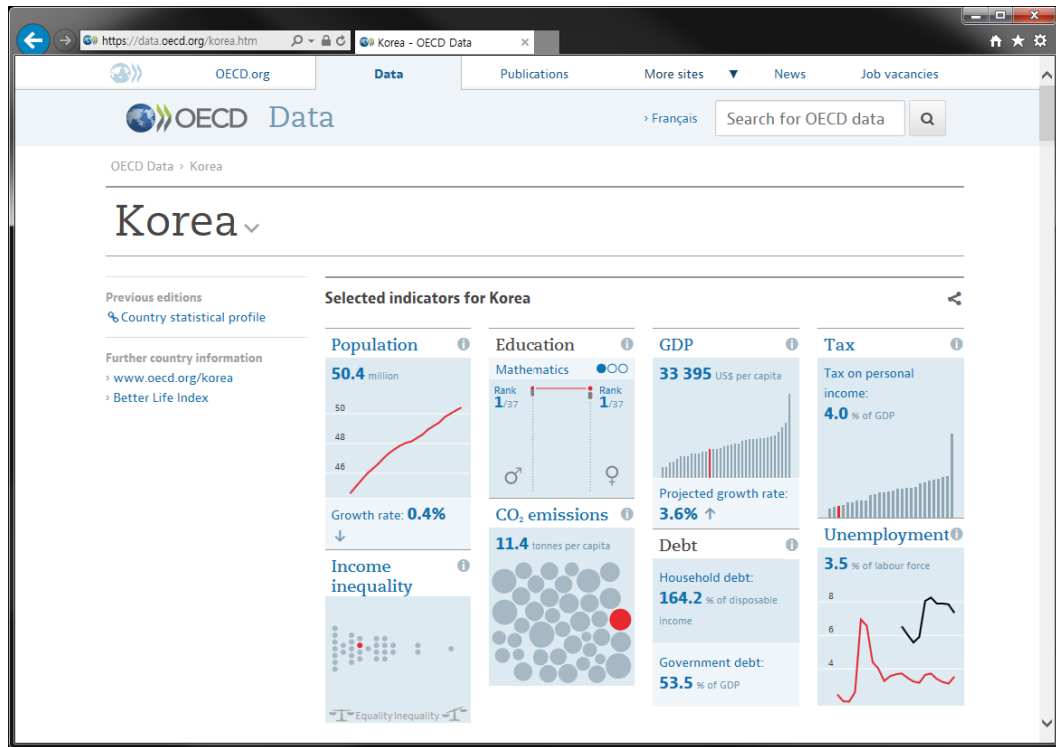 https://data.oecd.org/korea.htm
Korea - OECD Data
OECD.org
Data
Publications
More sites ▼
News
Job vacancies
OECD Data
› Français
Search for OECD data
OECD Data › Korea
Korea
Previous editions
Country statistical profile
Further country information
› www.oecd.org/korea
› Better Life Index
Selected indicators for Korea
Population
50.4 million
50
48
46
Growth rate: 0.4%
↓
Income
inequality
Equality Inequality
Education
Mathematics
Rank
1/37
Rank
1/37
CO₂ emissions
11.4 tonnes per capita
GDP
33 395 US$ per capita
Projected growth rate:
3.6% ↑
Debt
Household debt:
164.2 % of disposable
income
Government debt:
53.5 % of GDP
Tax
Tax on personal
income:
4.0 % of GDP
Unemployment
3.5 % of labour force
8
6
4